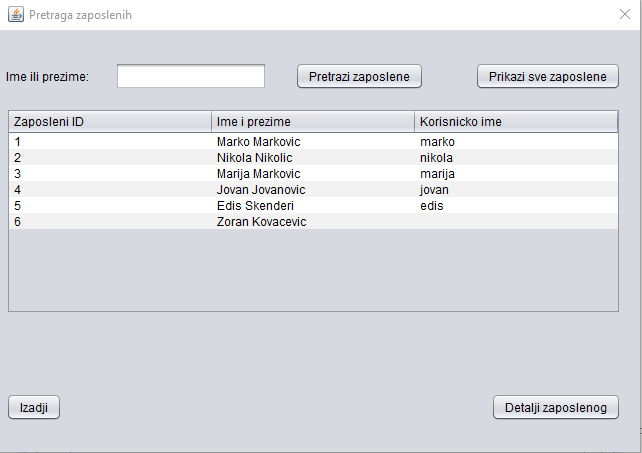 Pretraga zaposlenih
Ime ili prezime: Pretrazi zaposlene Prikazi sve zaposlene
Zaposleni ID Ime i prezime Korisnicko ime
1 Marko Markovic marko
2 Nikola Nikolic nikola
3 Marija Markovic marija
4 Jovan Jovanovic jovan
5 Edis Skenderi edis
6 Zoran Kovacevic
Izadji Detalji zaposlenog